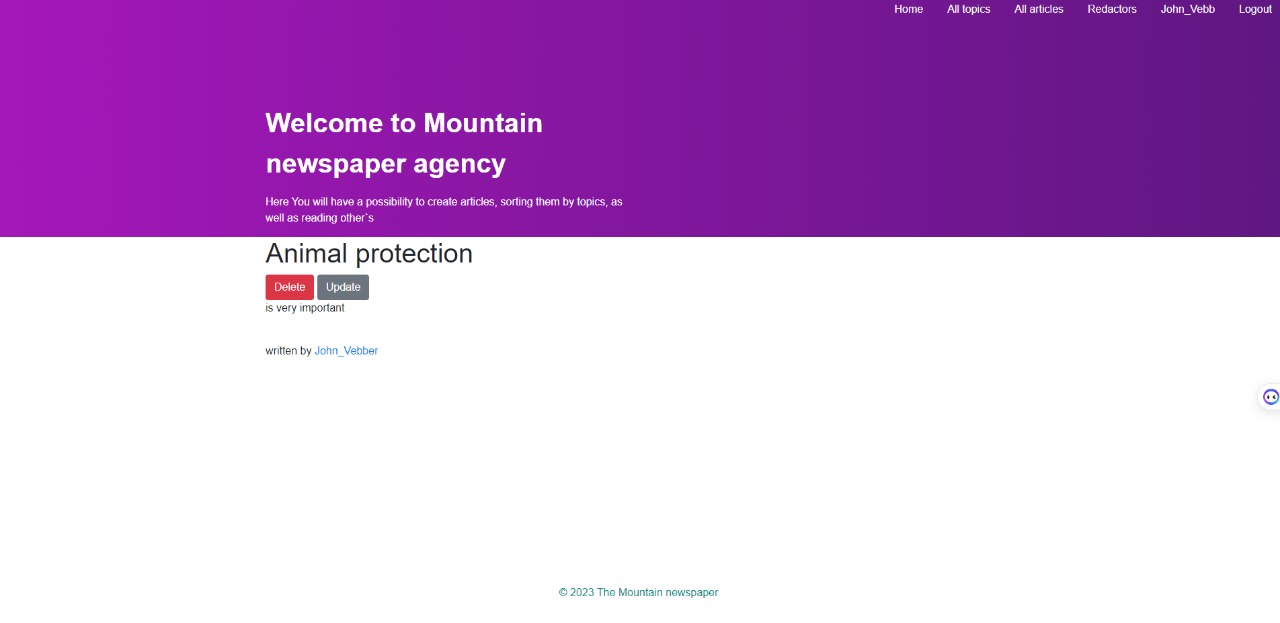 Home All topics All articles Redactors John_Vebb Logout
Welcome to Mountain
newspaper agency
Here You will have a possibility to create articles, sorting them by topics, as
well as reading other`s
Animal protection
Delete Update
is very important
written by John_Vebber
© 2023 The Mountain newspaper